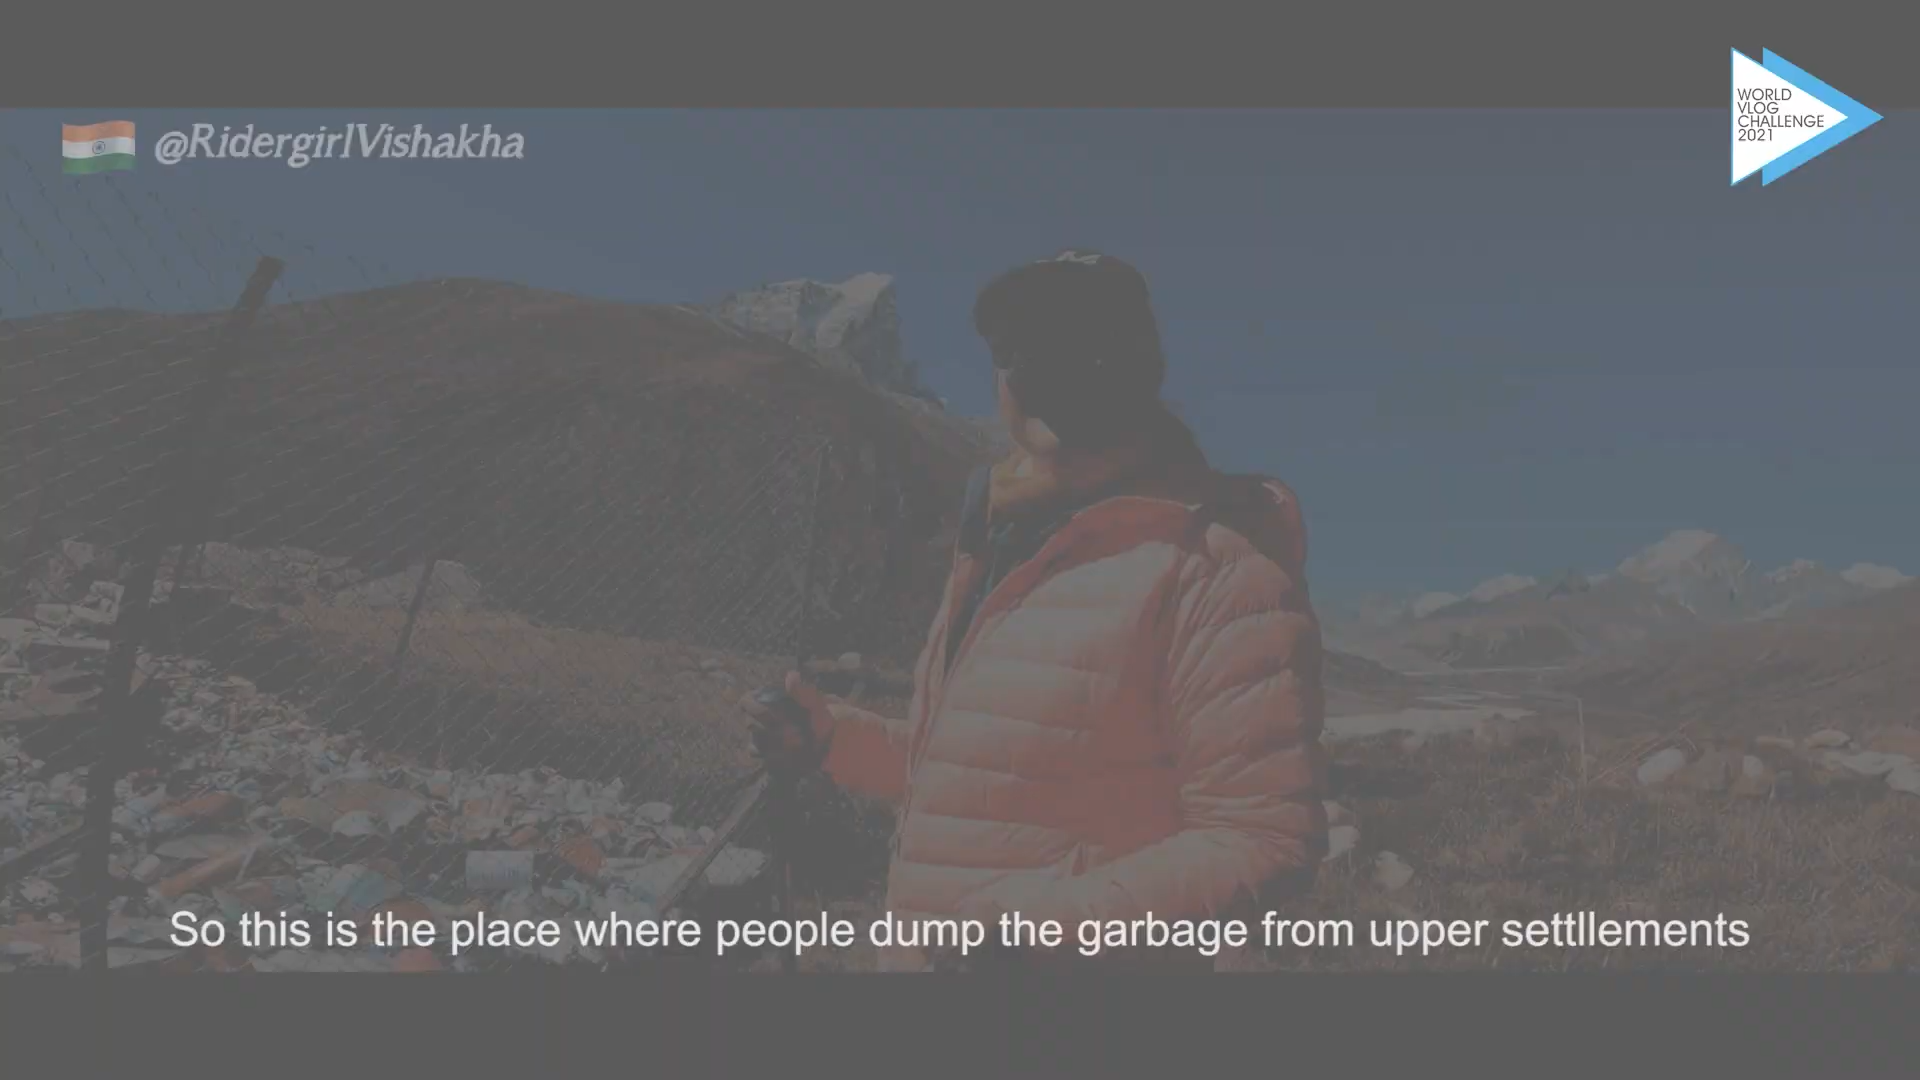 @RidergirlVishakha
WORLD
VLOG
CHALLENGE
2021
So this is the place where people dump the garbage from upper settllements